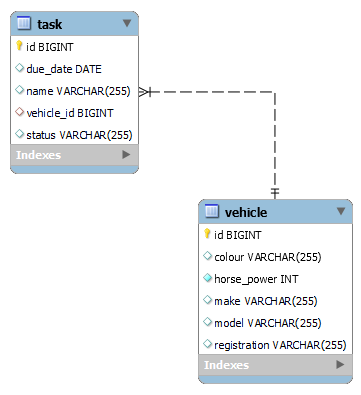 task
id BIGINT
due_date DATE
name VARCHAR(255)
vehicle_id BIGINT
status VARCHAR(255)
Indexes
vehicle
id BIGINT
colour VARCHAR(255)
horse_power INT
make VARCHAR(255)
model VARCHAR(255)
registration VARCHAR(255)
Indexes